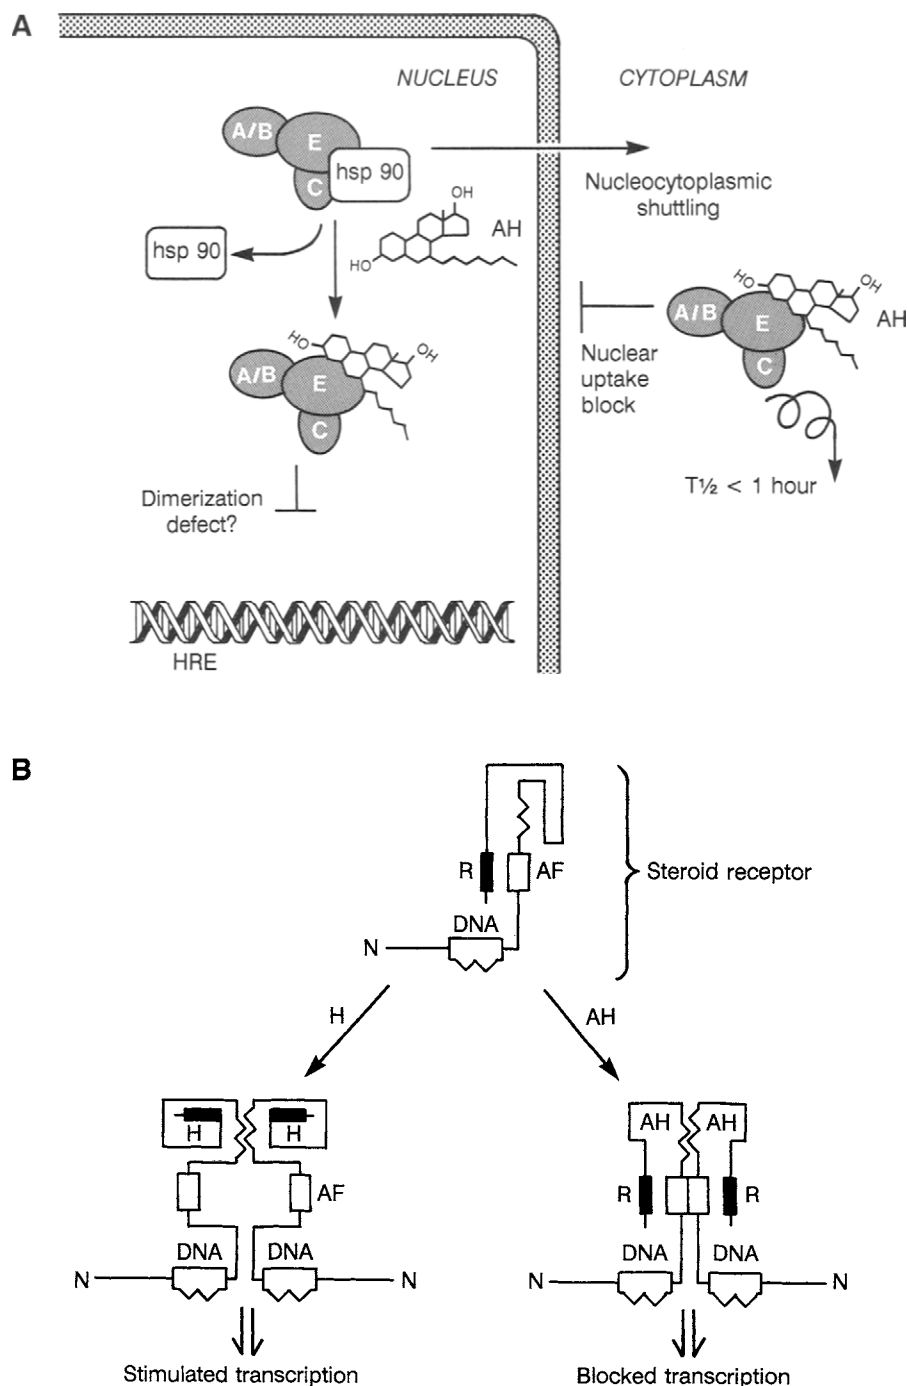 A
NUCLEUS
CYTOPLASM
A/B
E
C
hsp 90
Nucleocytoplasmic
shuttling
OH
AH
HO
hsp 90
HO
OH
A/B
E
C
HO
OH
AH
A/B
E
C
Nuclear
uptake
block
T½ < 1 hour
Dimerization
defect?
HRE
B
R
AF
Steroid receptor
DNA
N
H
AH
H
H
AF
DNA
DNA
N
N
Stimulated transcription
AH
AH
R
R
DNA
DNA
N
N
Blocked transcription